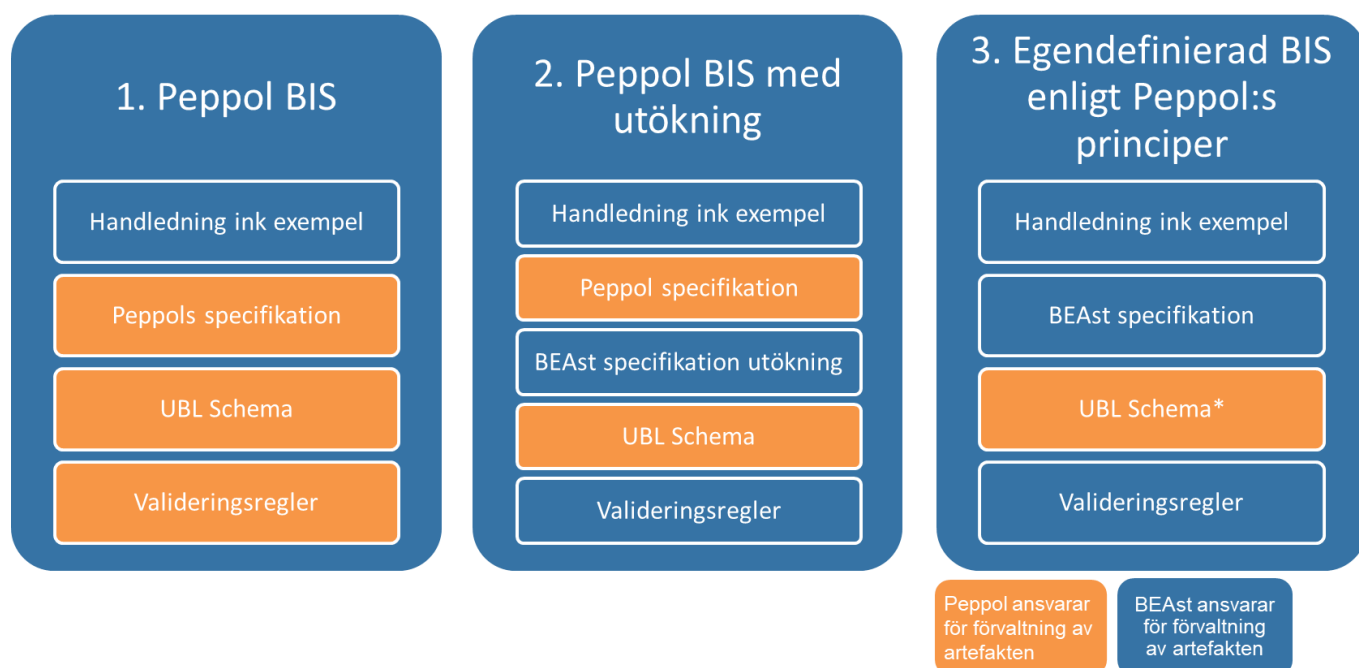 1. Peppol BIS
Handledning ink exempel
Peppols specifikation
UBL Schema
Valideringsregler
2. Peppol BIS med
utökning
Handledning ink exempel
Peppol specifikation
BEAst specifikation utökning
UBL Schema
Valideringsregler
3. Egendefinierad BIS
enligt Peppol:s
principer
Handledning ink exempel
BEAst specifikation
UBL Schema*
Valideringsregler
Peppol ansvarar
för förvaltning av
artefakten
BEAst ansvarar
för förvaltning
av artefakten